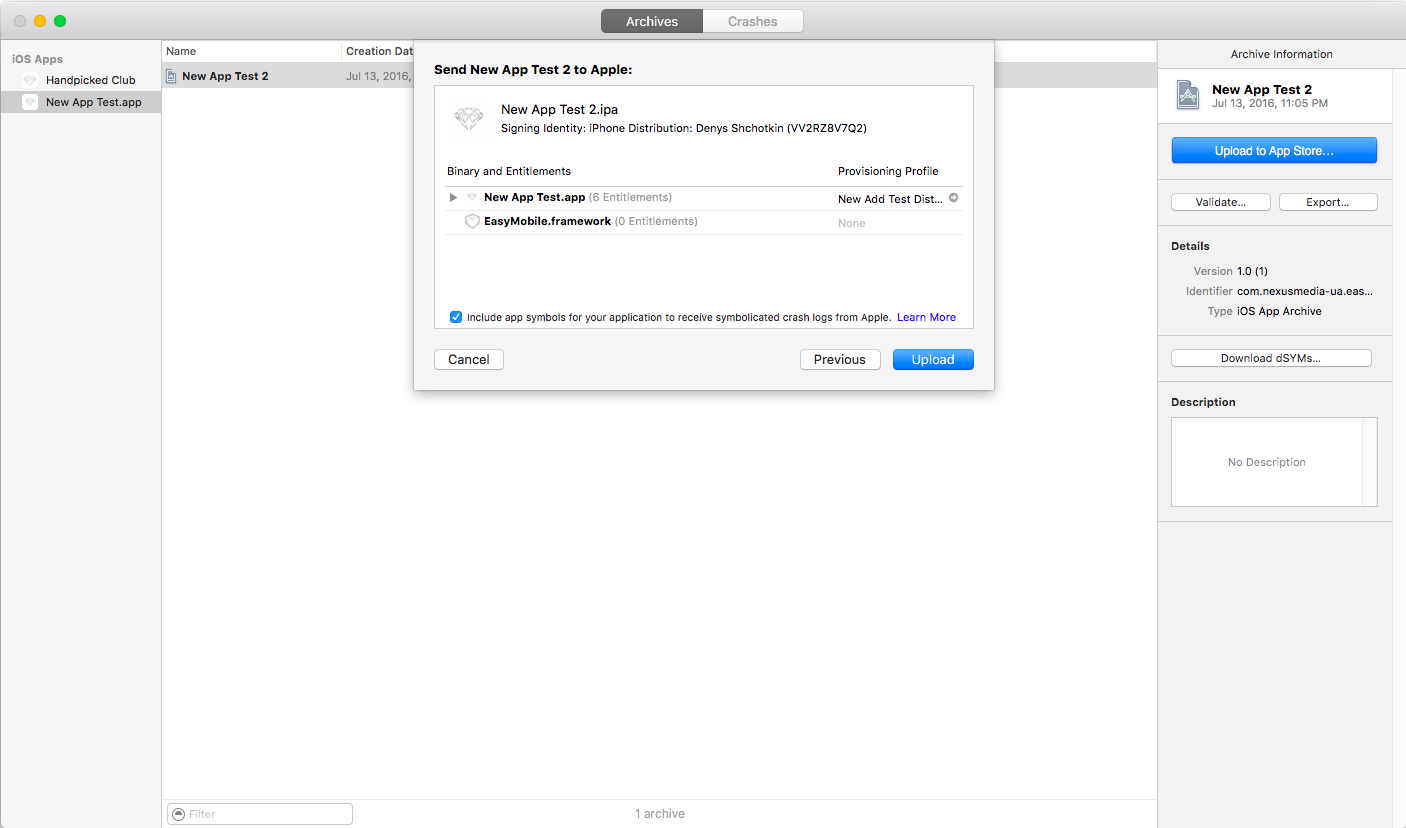 Archives Crashes
iOS Apps
Handpicked Club
New App Test.app
Name Creation Dat
New App Test 2 Jul 13, 2016,
Send New App Test 2 to Apple:
New App Test 2.ipa
Signing Identity: iPhone Distribution: Denys Shchotkin (VV2RZ8V7Q2)
Binary and Entitlements Provisioning Profile
New App Test.app (6 Entitlements) New Add Test Dist...
EasyMobile.framework (0 Entitlements) None
Include app symbols for your application to receive symbolicated crash logs from Apple. Learn More
Cancel Previous Upload
Archive Information
New App Test 2
Jul 13, 2016, 11:05 PM
Upload to App Store...
Validate... Export...
Details
Version 1.0 (1)
Identifier com.nexusmedia-ua.eas...
Type iOS App Archive
Download dSYMs...
Description
No Description
Filter 1 archive